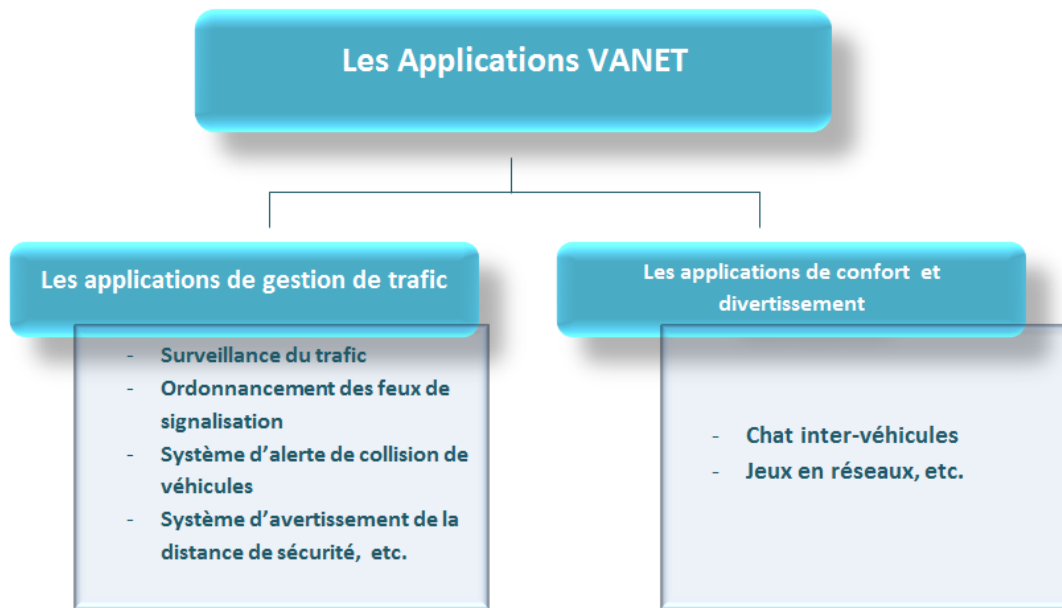 Les Applications VANET
Les applications de gestion de trafic
- Surveillance du trafic
- Ordonnancement des feux de
signalisation
- Système d'alerte de collision de
véhicules
- Système d'avertissement de la
distance de sécurité, etc.
Les applications de confort et
divertissement
- Chat inter-véhicules
- Jeux en réseaux, etc.